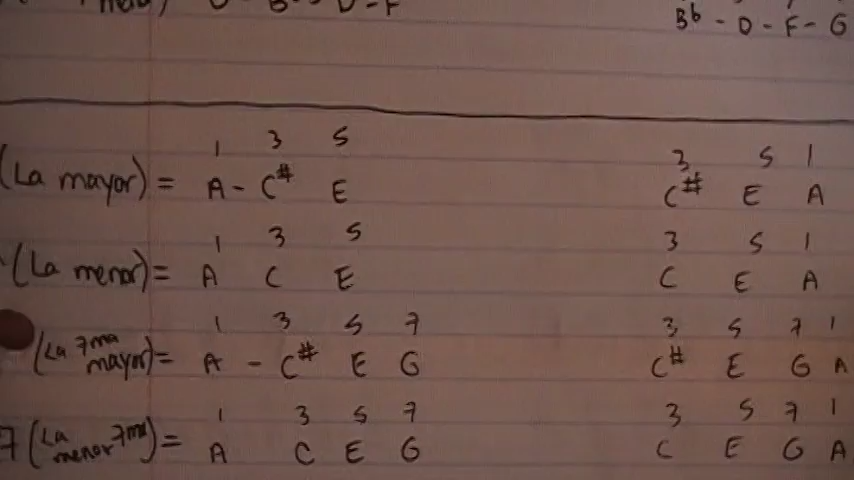 Bb - D - F - G
1 3 5 3 5 1
(La mayor) = A - C# E C# E A
1 3 5 3 5 1
(La menor) = A C E C E A
1 3 5 7 3 5 7 1
(La 7ma mayor) = A - C# E G C# E G A
1 3 5 7 3 5 7 1
7 (La menor 7ma) = A C E G C E G A